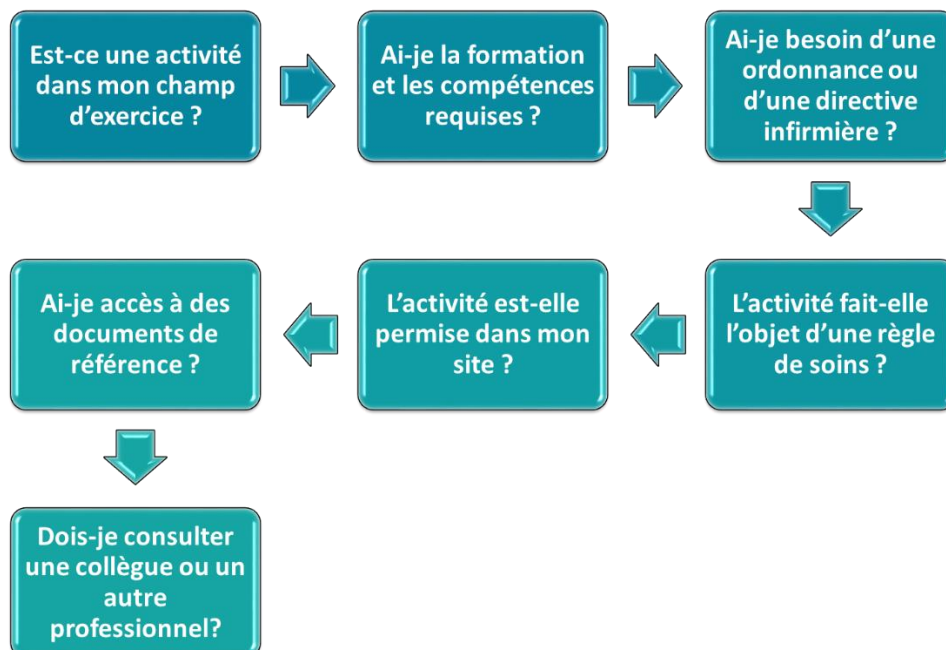 Est-ce une activité
dans mon champ
d’exercice ?
Ai-je la formation
et les compétences
requises ?
Ai-je besoin d’une
ordonnance ou
d’une directive
infirmière ?
L’activité fait-elle
l’objet d’une règle
de soins ?
L’activité est-elle
permise dans mon
site ?
Ai-je accès à des
documents de
référence ?
Dois-je consulter
une collègue ou un
autre
professionnel?